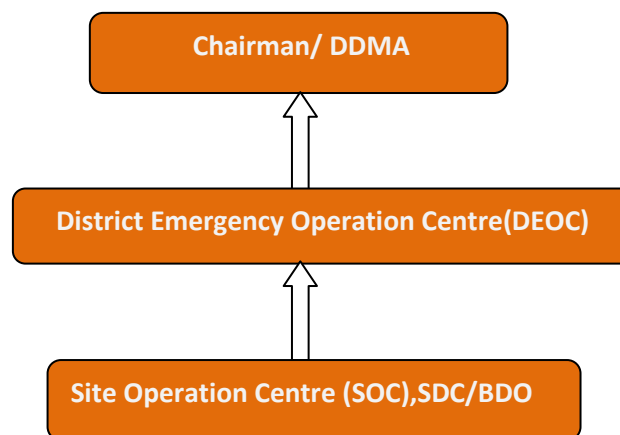 Chairman/ DDMA
District Emergency Operation Centre(DEOC)
Site Operation Centre (SOC),SDC/BDO